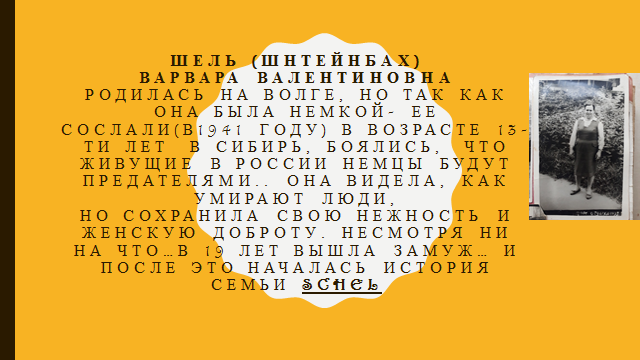 ШЕЛЬ (ШНТЕЙНБАХ)
ВАРВАРА ВАЛЕНТИНОВНА
РОДИЛАСЬ НА ВОЛГЕ, НО ТАК КАК
ОНА БЫЛА НЕМКОЙ- ЕЕ
СОСЛАЛИ(В1941 ГОДУ) В ВОЗРАСТЕ 13-
ТИ ЛЕТ В СИБИРЬ, БОЯЛИСЬ, ЧТО
ЖИВУЩИЕ В РОССИИ НЕМЦЫ БУДУТ
ПРЕДАТЕЛЯМИ.. ОНА ВИДЕЛА, КАК
УМИРАЮТ ЛЮДИ,
НО СОХРАНИЛА СВОЮ НЕЖНОСТЬ И
ЖЕНСКУЮ ДОБРОТУ. НЕСМОТРЯ НИ
НА ЧТО…В 19 ЛЕТ ВЫШЛА ЗАМУЖ… И
ПОСЛЕ ЭТО НАЧАЛАСЬ ИСТОРИЯ
СЕМЬИ SCHEL